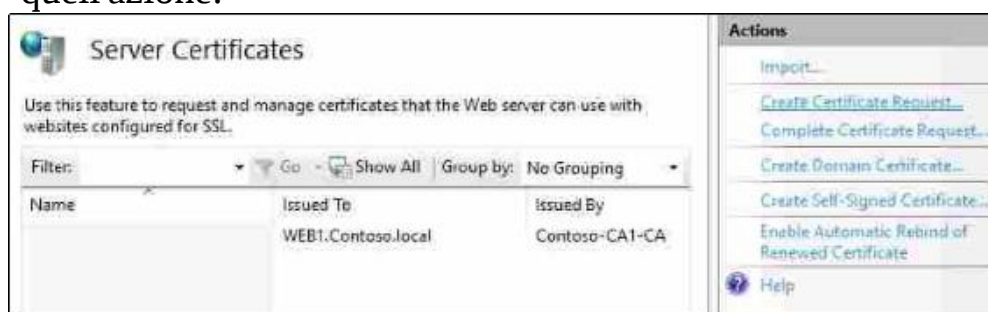 quell'azione.
Server Certificates
Use this feature to request and manage certificates that the Web server can use with
websites configured for SSL.
Filter: Go Show All Group by: No Grouping
Name Issued To Issued By
WEB1.Contoso.local Contoso-CA1-CA
Actions
Import...
Create Certificate Request...
Complete Certificate Request...
Create Domain Certificate...
Create Self-Signed Certificate...
Enable Automatic Rebind of
Renewed Certificate
Help